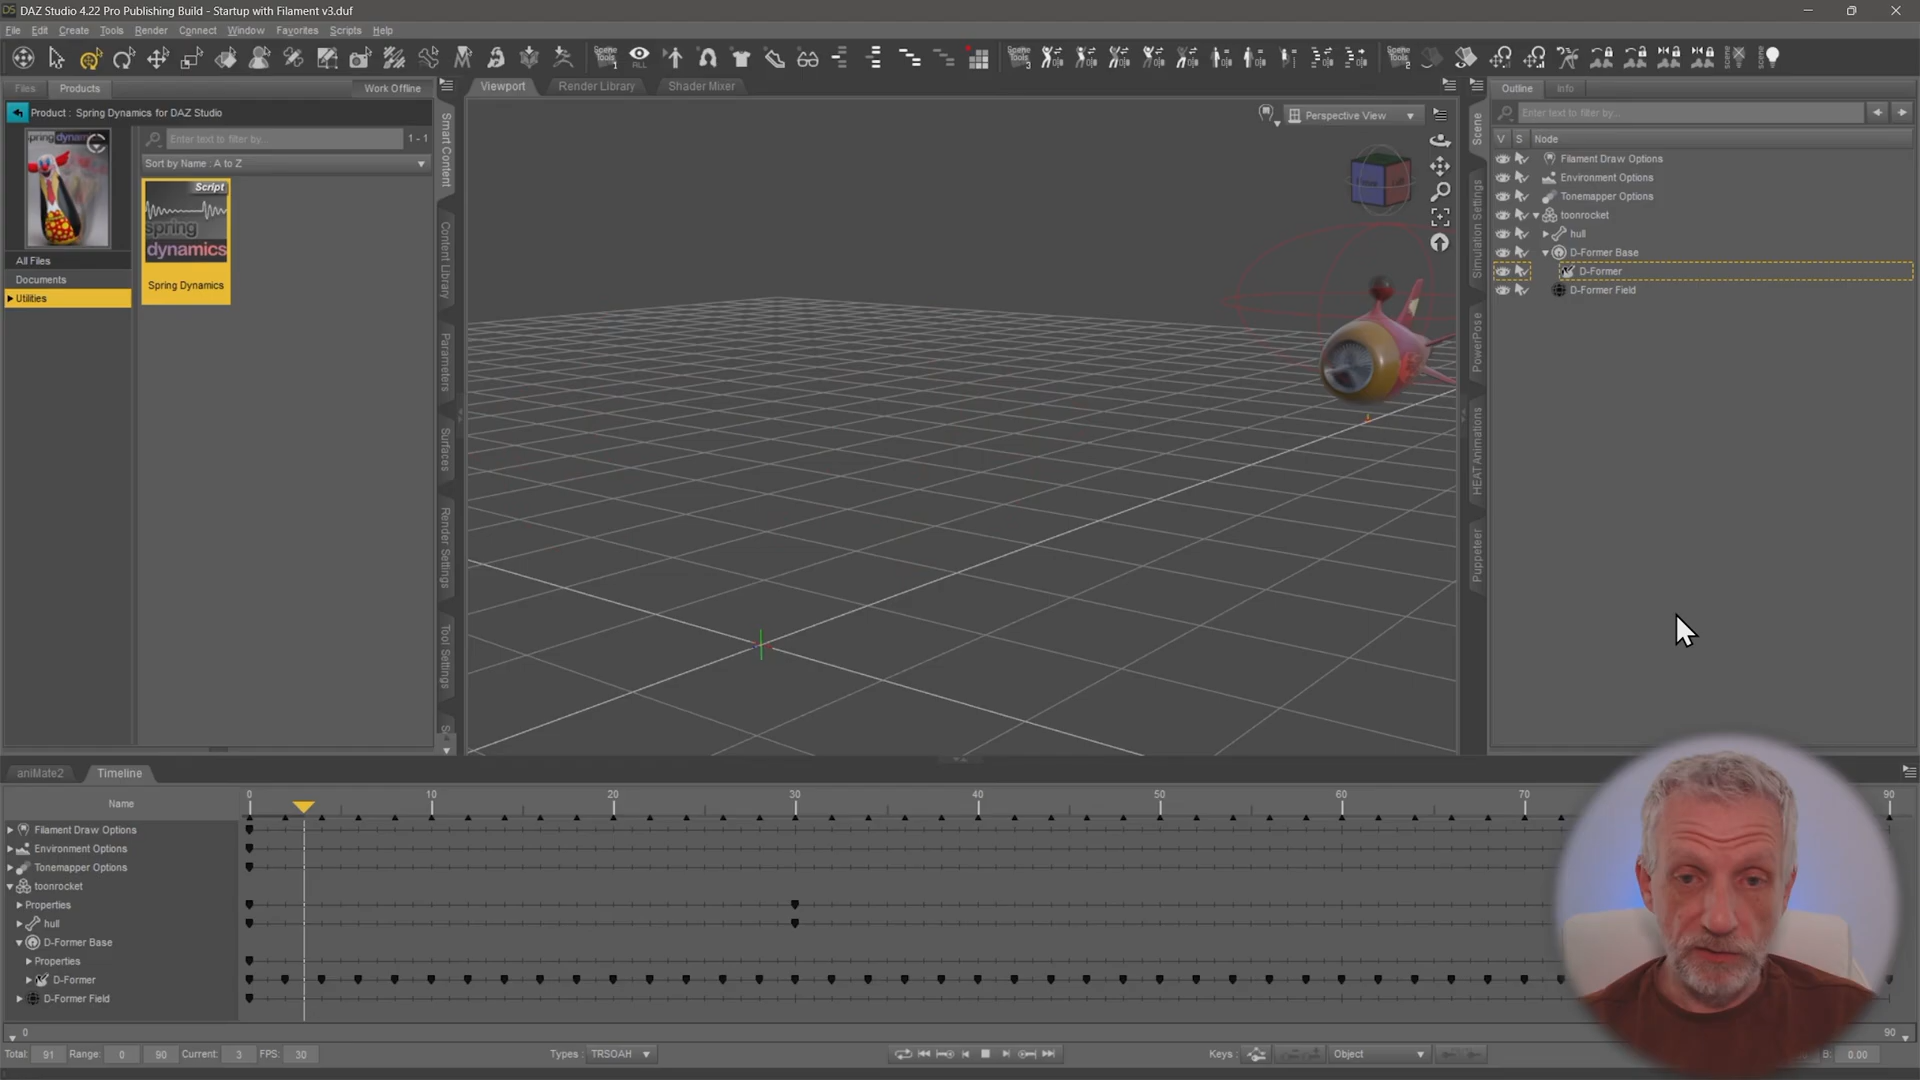 DAZ Studio 4.22 Pro Publishing Build - Startup with Filament v3.duf
File Edit Create Tools Render Connect Window Favorites Scripts Help
Files Products Work Offline
Product : Spring Dynamics for DAZ Studio
Enter text to filter by... 1 - 1
Sort by Name : A to Z
Script
spring
dynamics
Spring Dynamics
All Files
Documents
Utilities
Smart Content
Content Library
Parameters
Surfaces
Render Settings
Tool Settings
Viewport Render Library Shader Mixer
Perspective View
Scene
Simulation Settings
PowerPose
HEAT Animations
Puppeteer
Outline Info
Enter text to filter by...
V S Node
Filament Draw Options
Environment Options
Tonemapper Options
toonrocket
hull
D-Former Base
D-Former
D-Former Field
aniMate2 Timeline
Name 0 10 20 30 40 50 60 70 90
Filament Draw Options
Environment Options
Tonemapper Options
toonrocket
Properties
hull
D-Former Base
Properties
D-Former
D-Former Field
0 90
Total: 91 Range: 0 90 Current: 3 FPS: 30 Types : TRSOAH Keys : Object B: 0.00